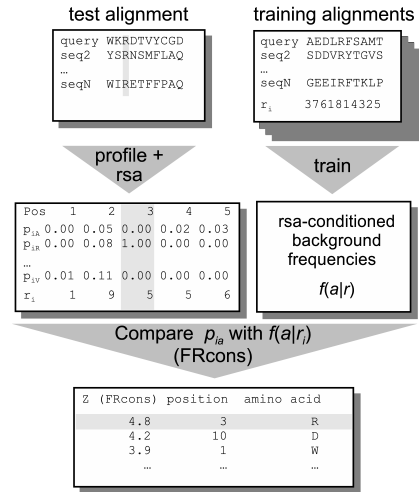 test alignment
training alignments
query WKRDTVYCGD
seq2 YSRNSMFLAQ
…
seqN WIRETFFPAQ
query AEDLRFSAMT
seq2 SDDVRYTGVS
…
seqN GEEIRFTKLP
ri 3761814325
profile +
rsa
train
Pos 1 2 3 4 5
piA 0.00 0.05 0.00 0.02 0.03
piR 0.00 0.08 1.00 0.00 0.00
…
piV 0.01 0.11 0.00 0.00 0.00
ri 1 9 5 5 6
rsa-conditioned
background
frequencies
f(a|r)
Compare pia with f(a|ri)
(FRcons)
Z (FRcons) position amino acid
4.8 3 R
4.2 10 D
3.9 1 W
… … …